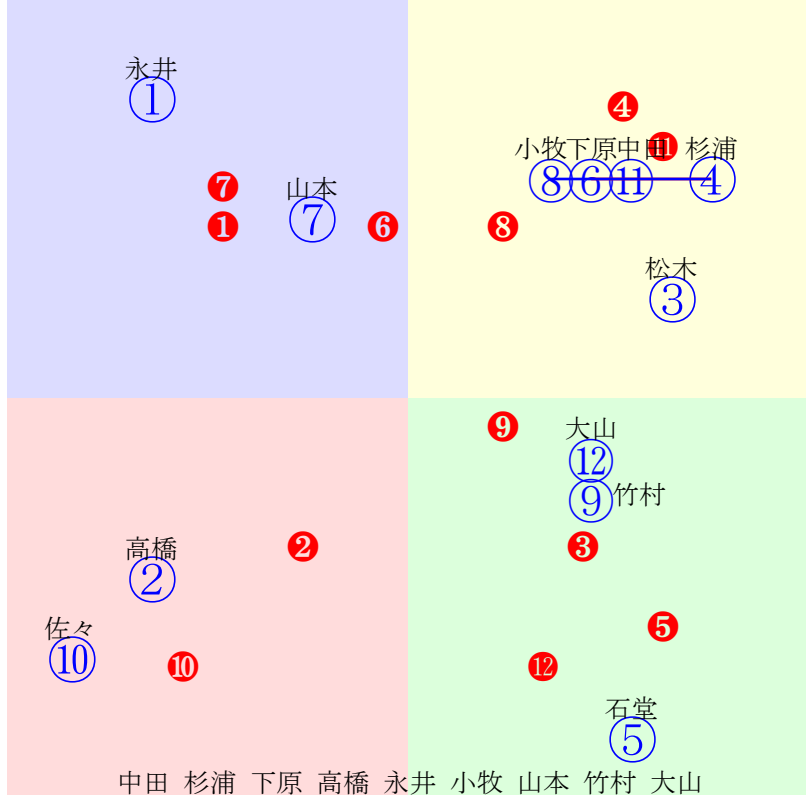 永井
①
❹
小牧 下原 中田 杉浦
⓫
⑧ ⑥ ⑪ ④
❼
山本
⑦
❶
❻
❽
松木
③
❾
大山
⑫
⑨ 竹村
高橋
②
❷
❸
佐々
⑩
❿
❺
⓬
石堂
⑤
中田 杉浦 下原 高橋 永井 小牧 山本 竹村 大山